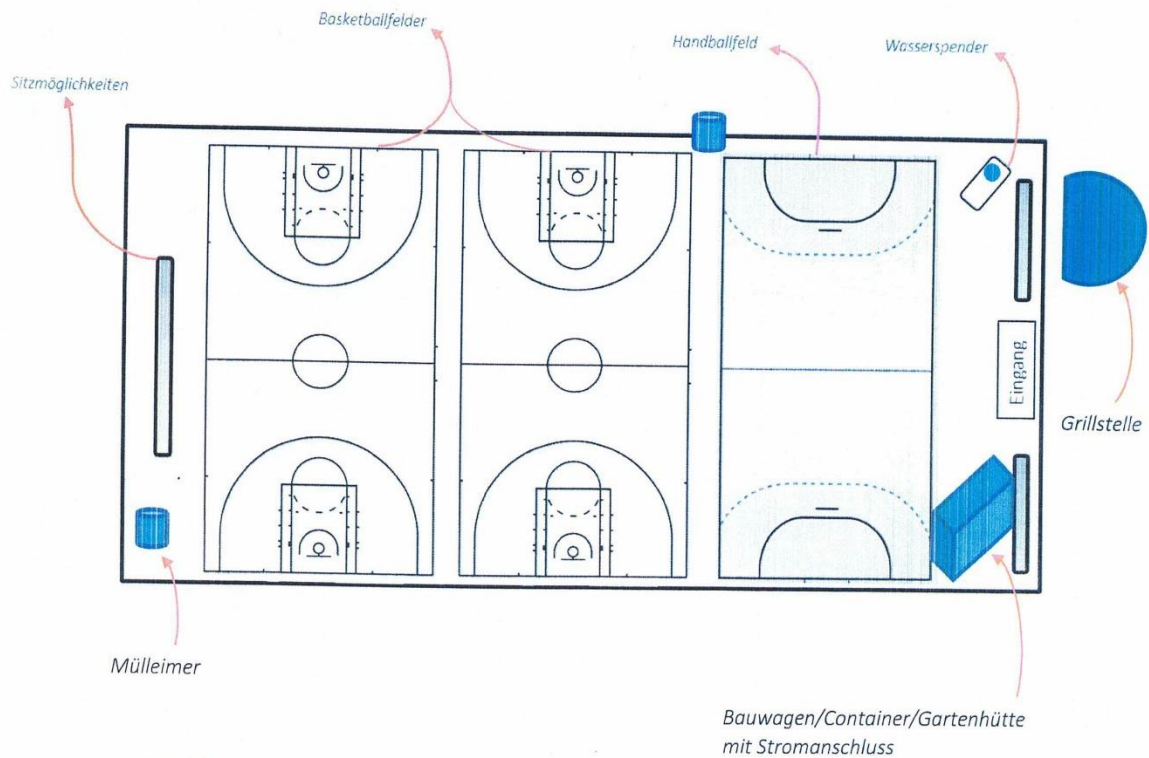 Basketballfelder
Handballfeld
Wasserspender
Sitzmöglichkeiten
Eingang
Grillstelle
Mülleimer
Bauwagen/Container/Gartenhütte
mit Stromanschluss